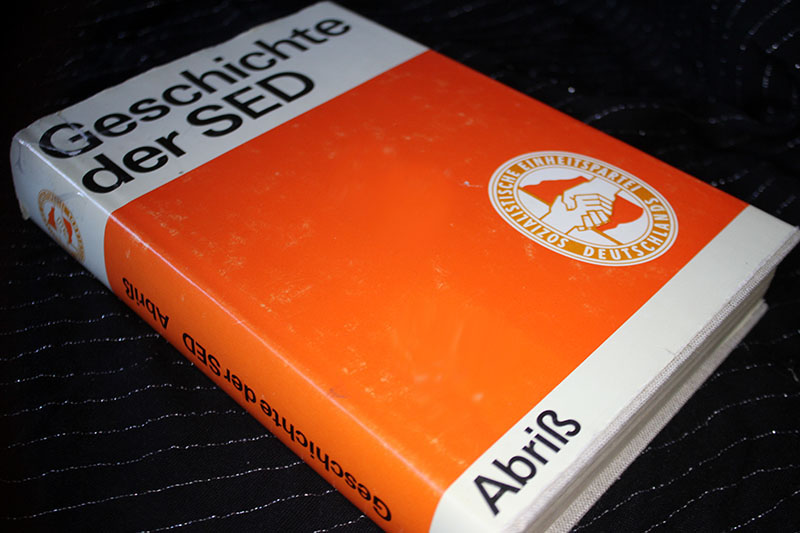 Geschichte
der SED
SOZIALISTISCHE EINHEITSPARTEI DEUTSCHLANDS
Abriß
Geschichte der SED Abriß